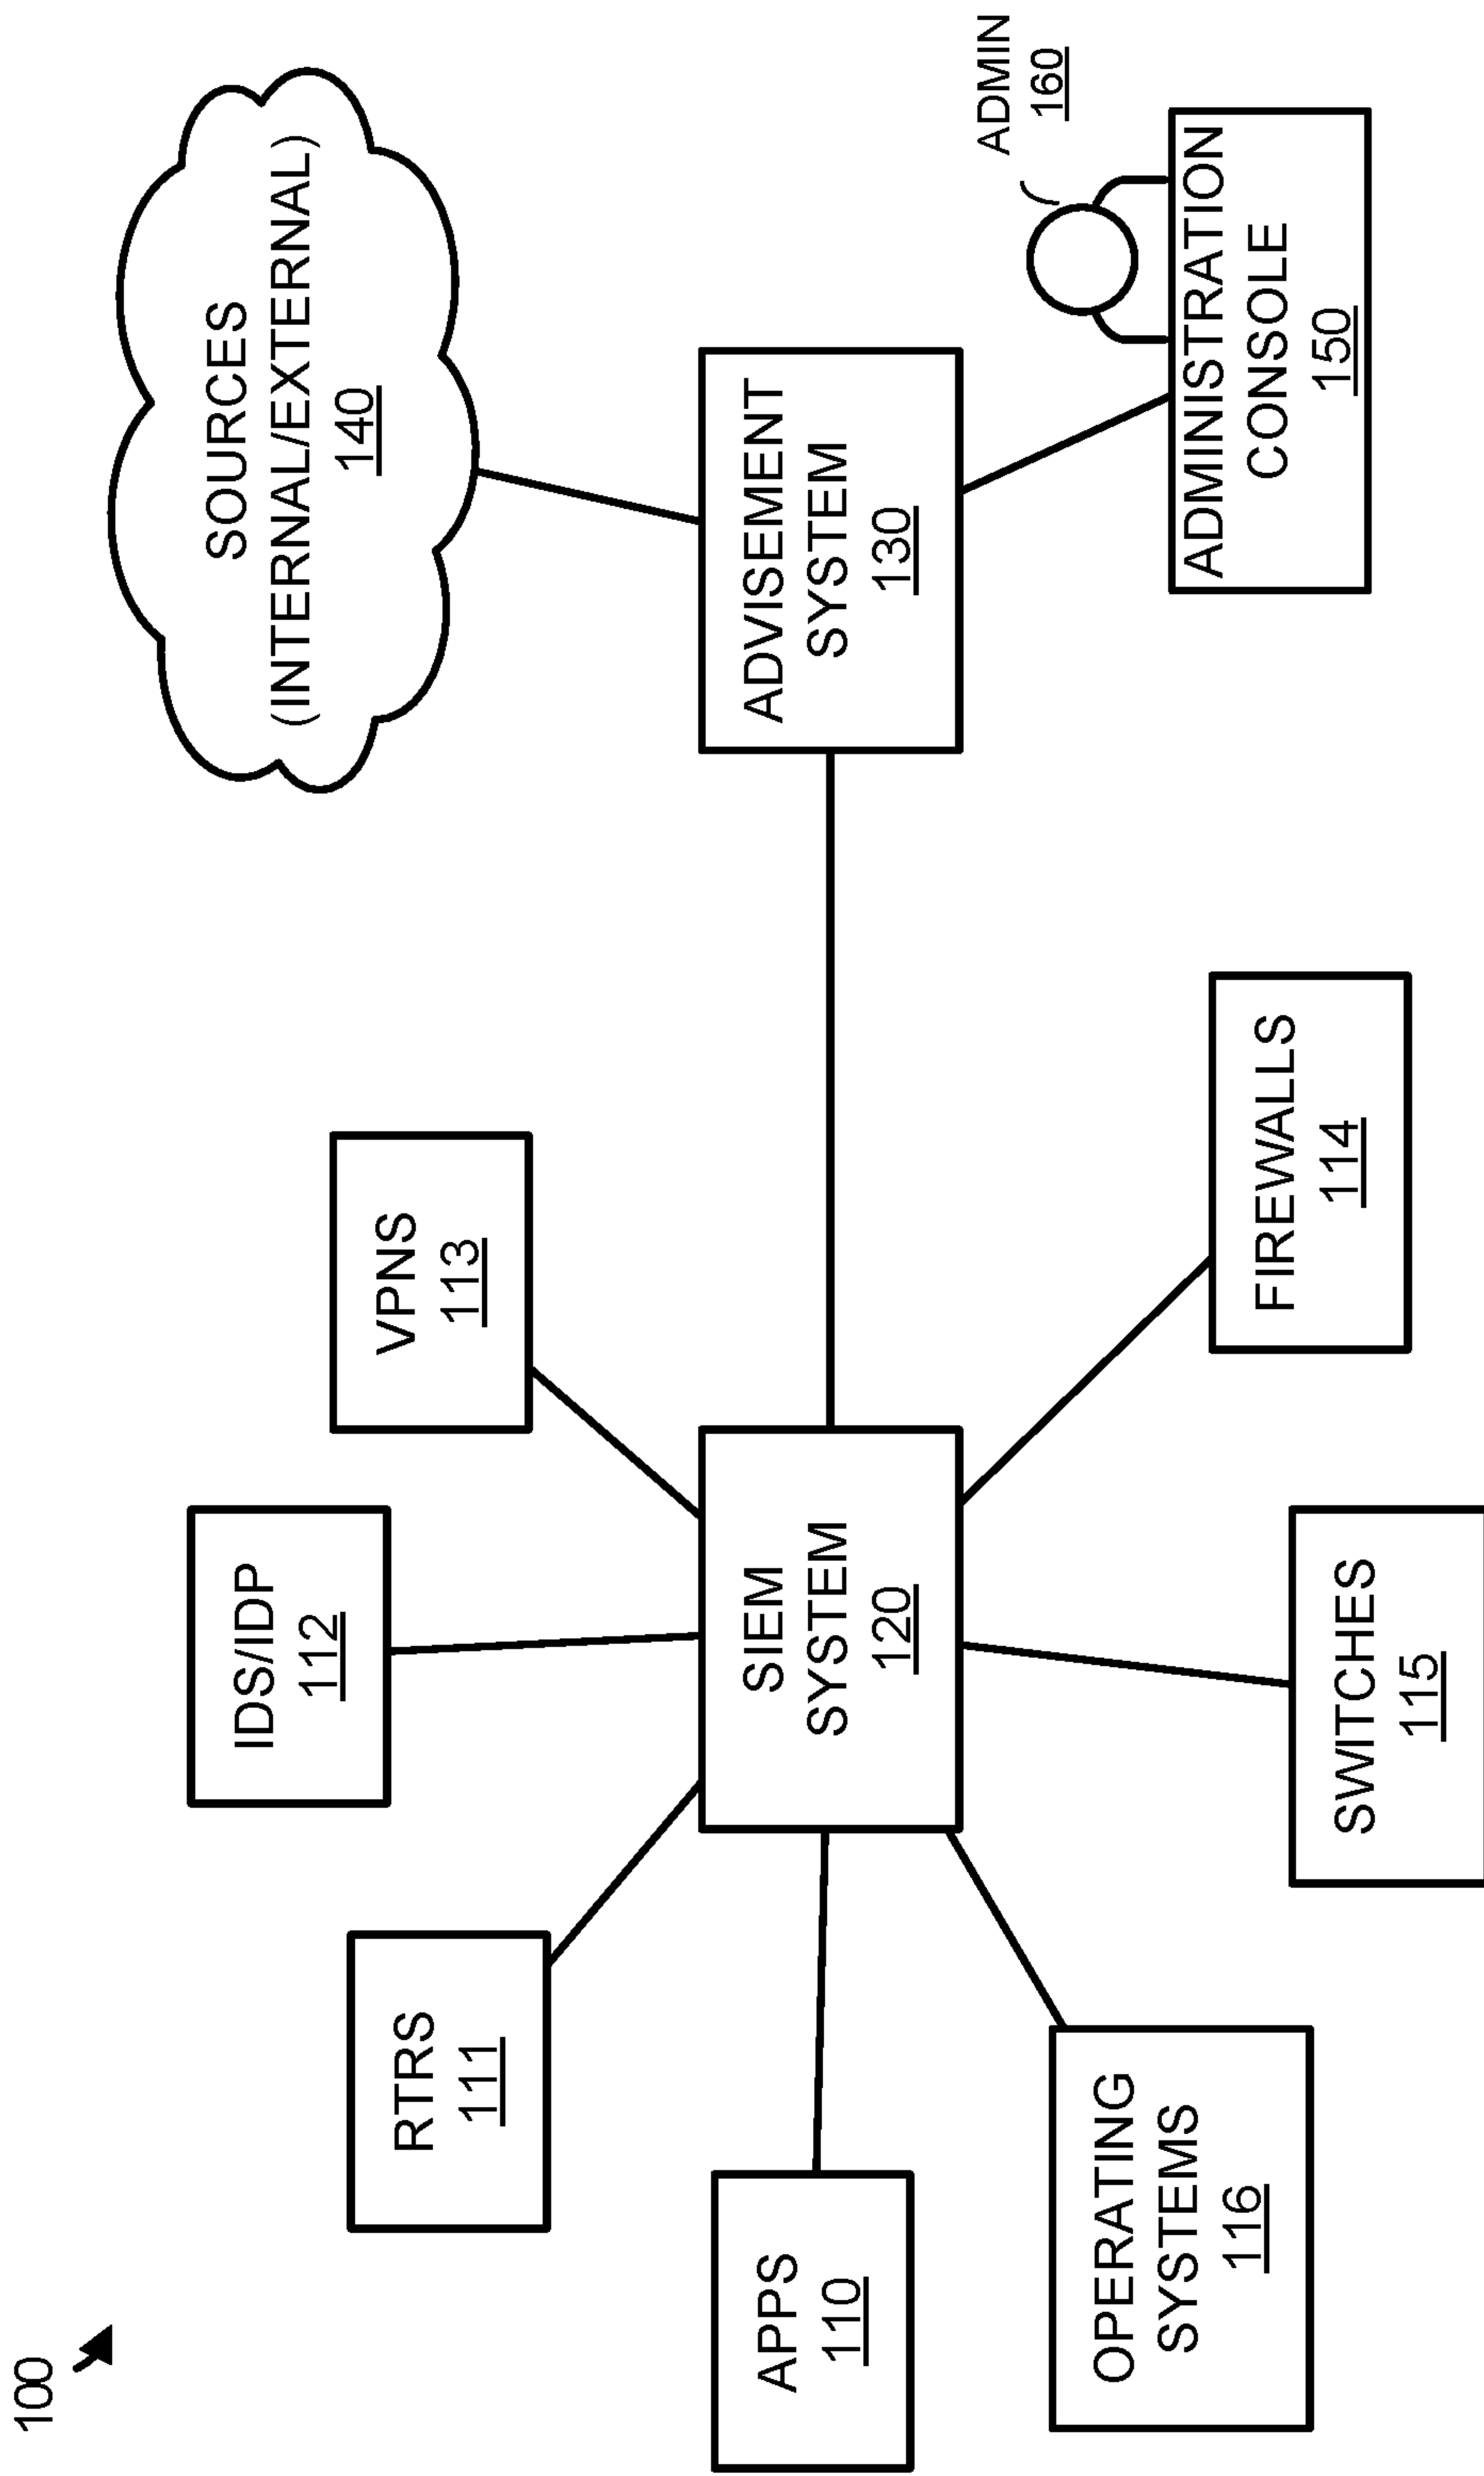 100
SOURCES
(INTERNAL/EXTERNAL)
140
IDS/IDP
112
VPNS
113
RTRS
111
SIEM
SYSTEM
120
ADVISEMENT
SYSTEM
130
APPS
110
ADMIN
160
OPERATING
SYSTEMS
116
SWITCHES
115
FIREWALLS
114
ADMINISTRATION
CONSOLE
150